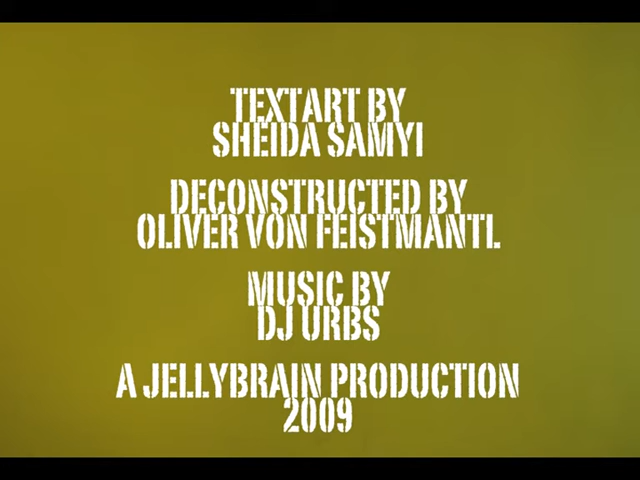 TEXTART BY
SHEIDA SAMYI
DECONSTRUCTED BY
OLIVER VON FEISTMANTL
MUSIC BY
DJ URBS
A JELLYBRAIN PRODUCTION
2009